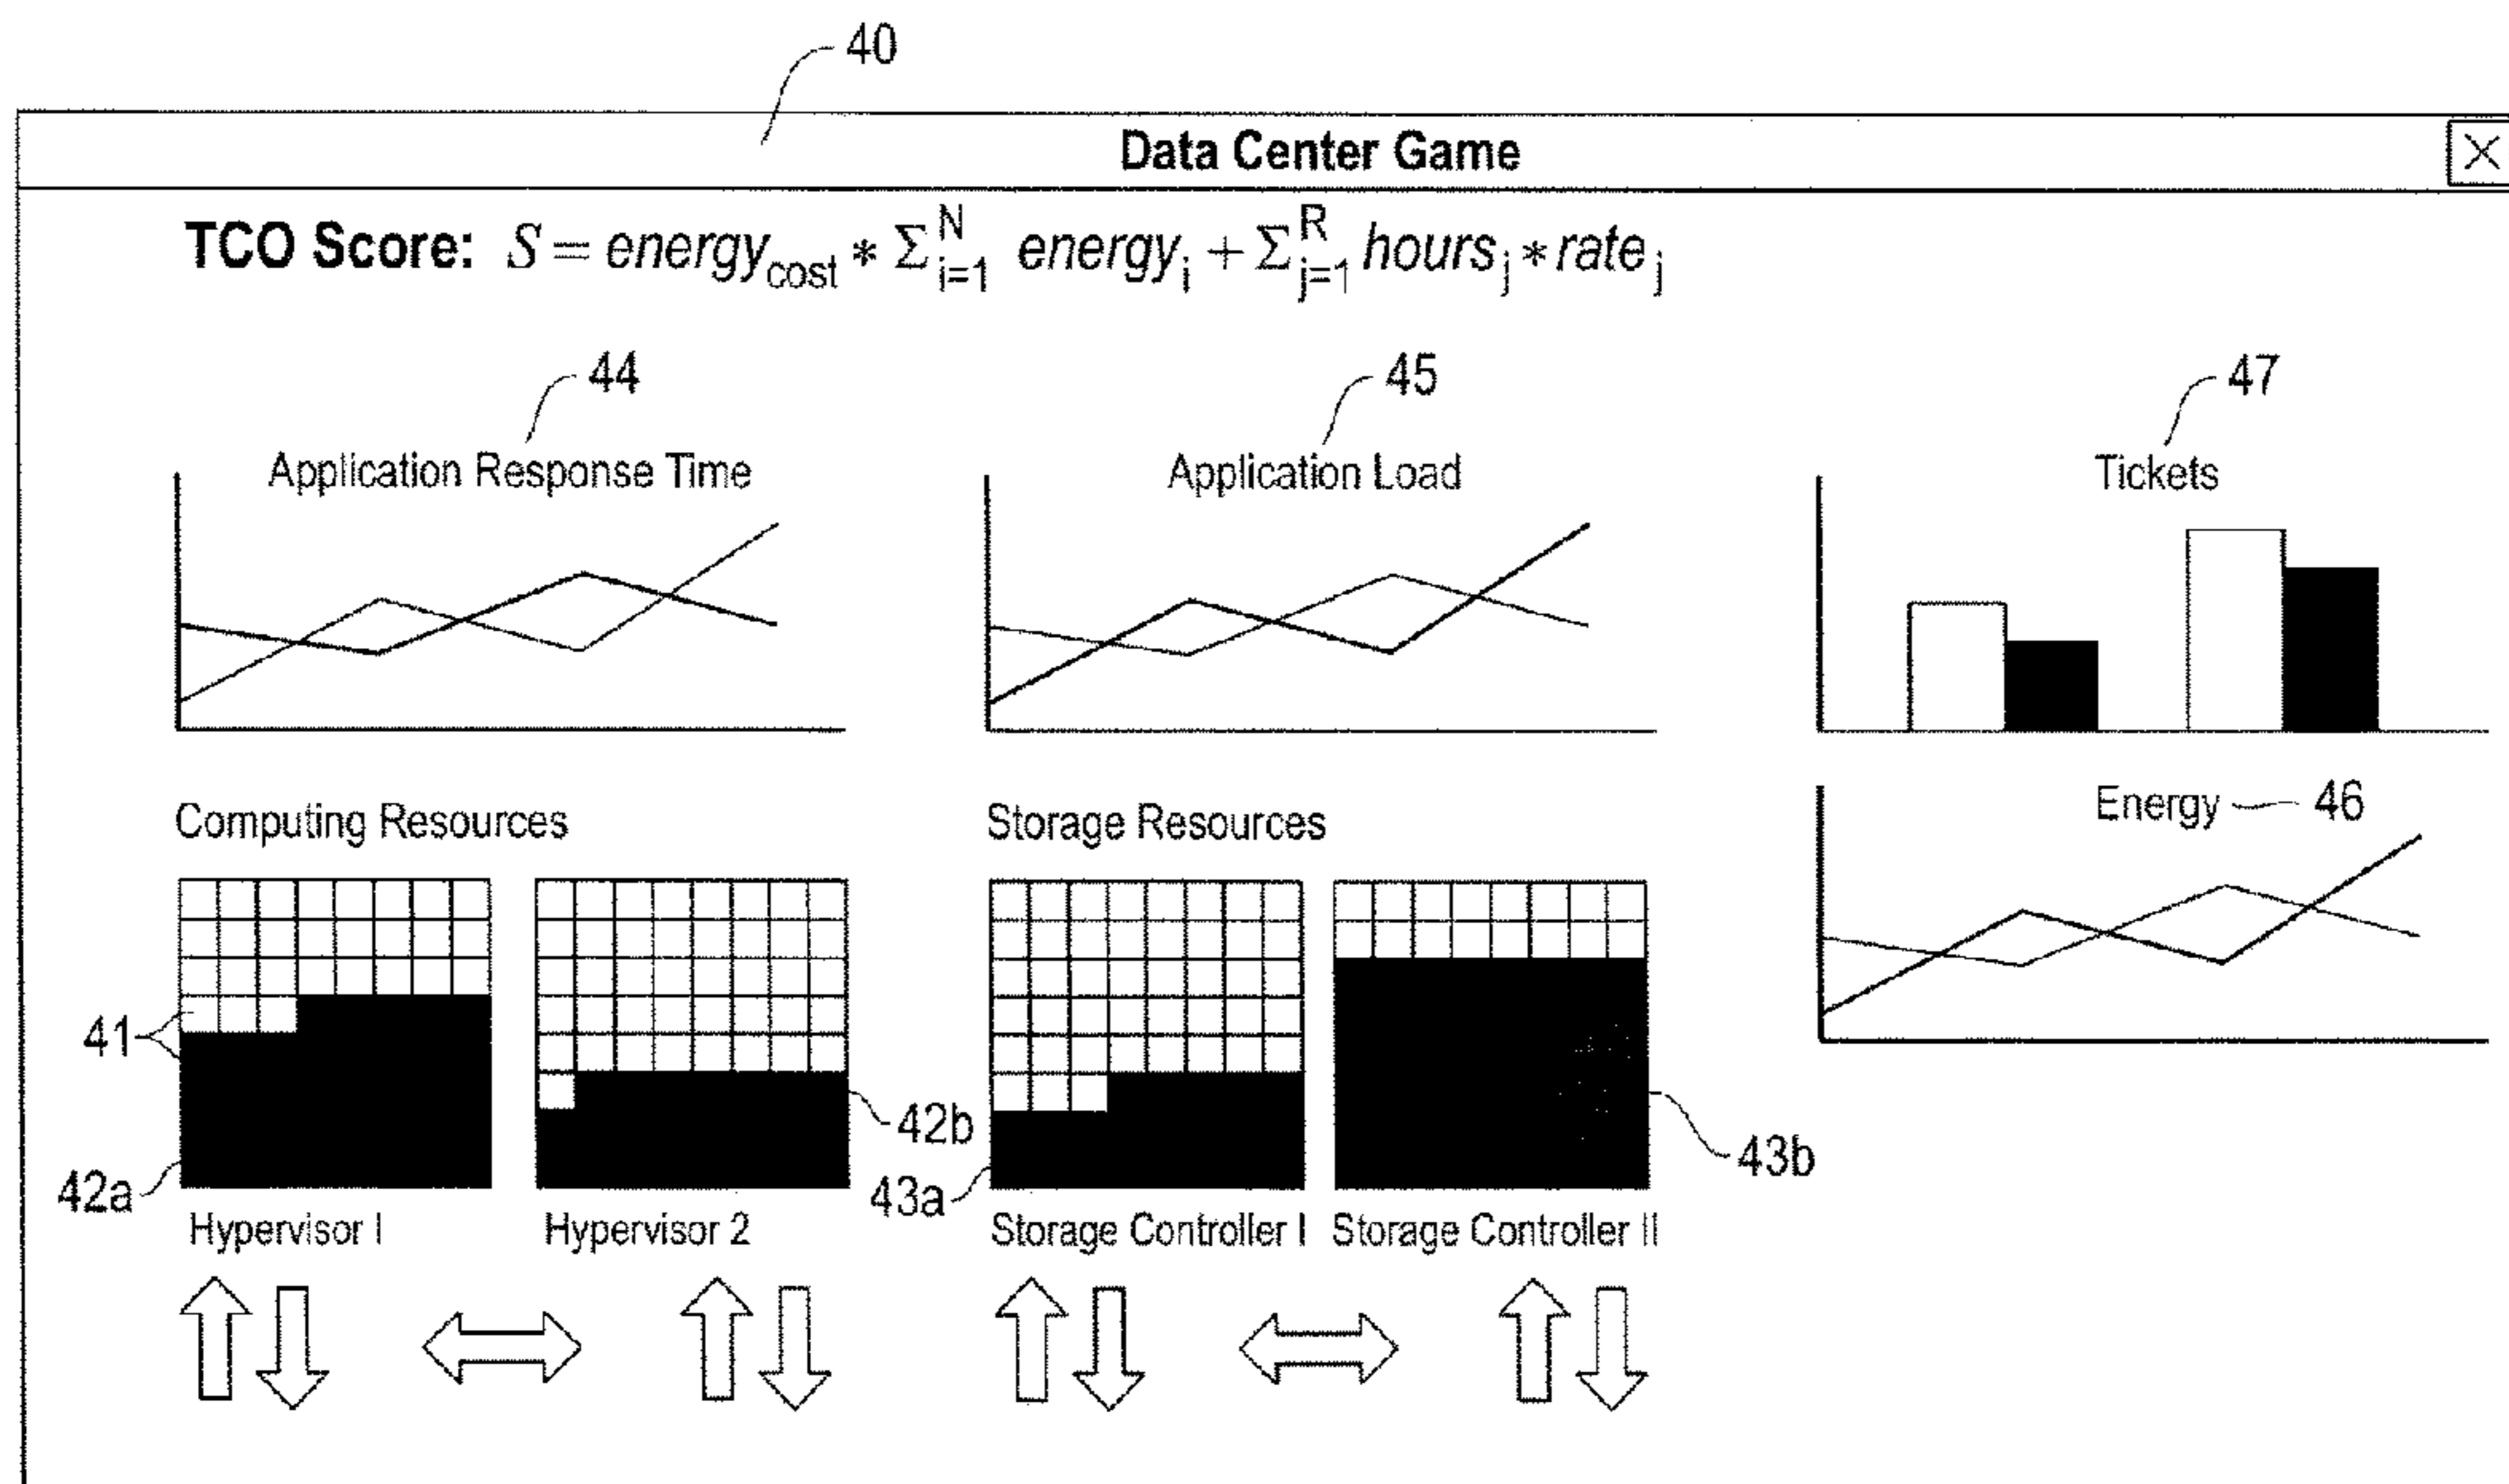 40
Data Center Game
TCO Score: S = energy_cost * Σ_{i=1}^{N} energy_i + Σ_{j=1}^{R} hours_j * rate_j
44
45
47
Application Response Time
Application Load
Tickets
Computing Resources
Storage Resources
Energy 46
41
42a
42b
43a
43b
Hypervisor I
Hypervisor 2
Storage Controller I
Storage Controller II